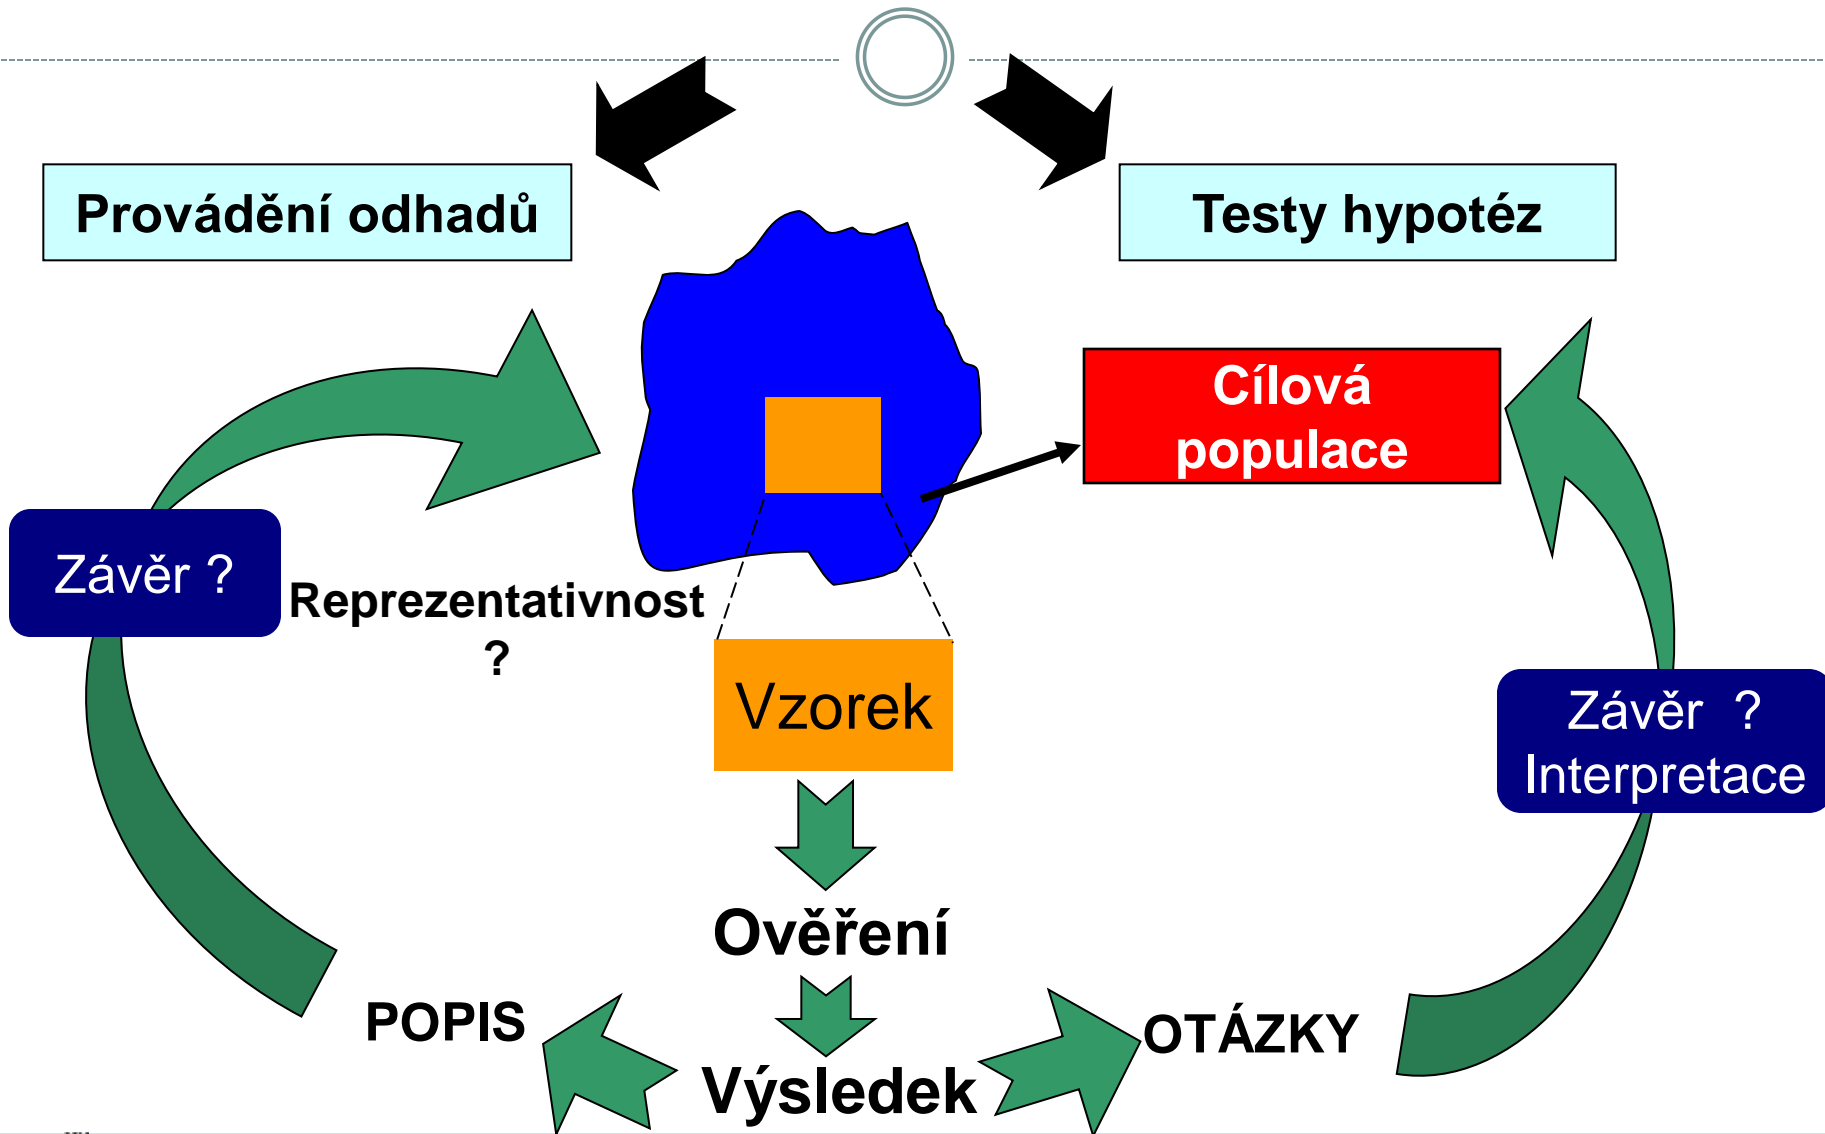 Provádění odhadů
Testy hypotéz
Cílová
populace
Závěr ?
Reprezentativnost
?
Vzorek
Závěr ?
Interpretace
Ověření
POPIS
OTÁZKY
Výsledek